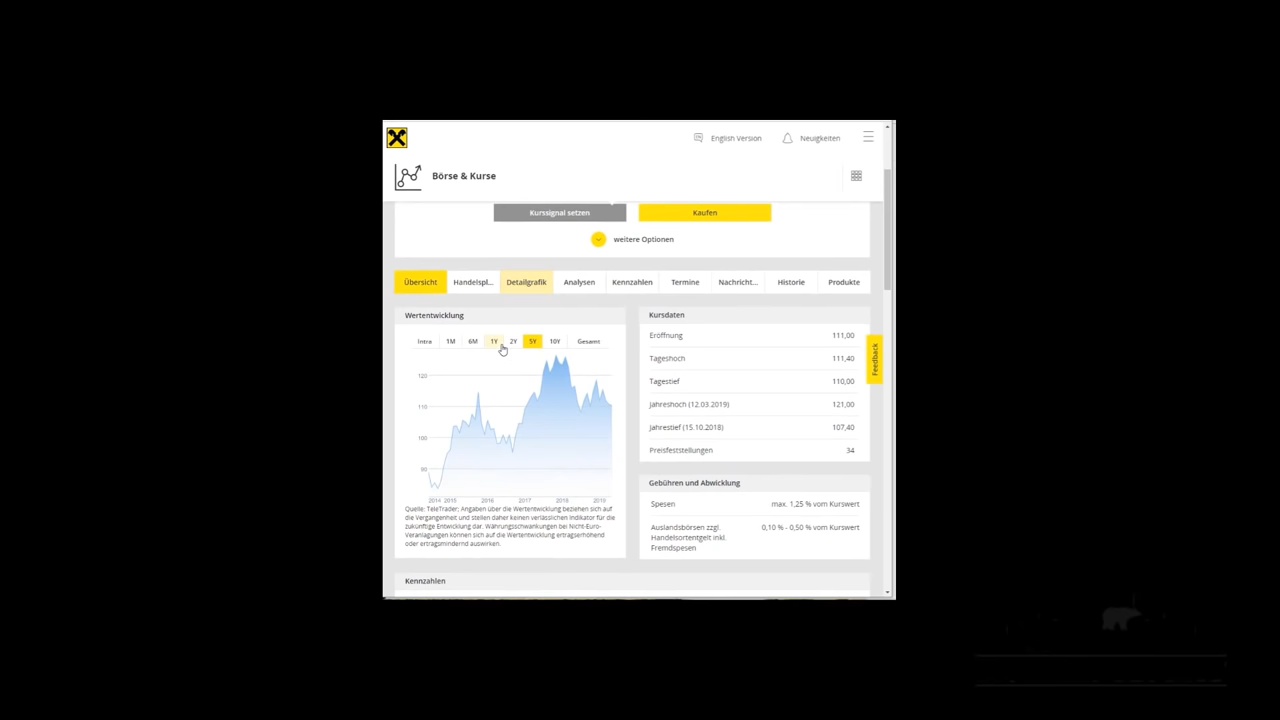 English Version Neuigkeiten
Börse & Kurse
Kurssignal setzen Kaufen
weitere Optionen
Übersicht Handelspl... Detailgrafik Analysen Kennzahlen Termine Nachricht... Historie Produkte
Wertentwicklung
Intra 1M 6M 1Y 2Y 5Y 10Y Gesamt
120
110
100
90
2014 2015 2016 2017 2018 2019
Quelle: TeleTrader; Angaben über die Wertentwicklung beziehen sich auf
die Vergangenheit und stellen daher keinen verlässlichen Indikator für die
zukünftige Entwicklung dar. Währungsschwankungen bei Nicht-Euro-
Veranlagungen können sich auf die Wertentwicklung ertragserhöhend
oder ertragsmindernd auswirken.
Kursdaten
Eröffnung 111,00
Tageshoch 111,40
Tagestief 110,00
Jahreshoch (12.03.2019) 121,00
Jahrestief (15.10.2018) 107,40
Preisfeststellungen 34
Feedback
Gebühren und Abwicklung
Spesen max. 1,25 % vom Kurswert
Auslandsbörsen zzgl. 0,10 % - 0,50 % vom Kurswert
Handelsortentgelt inkl.
Fremdspesen
Kennzahlen